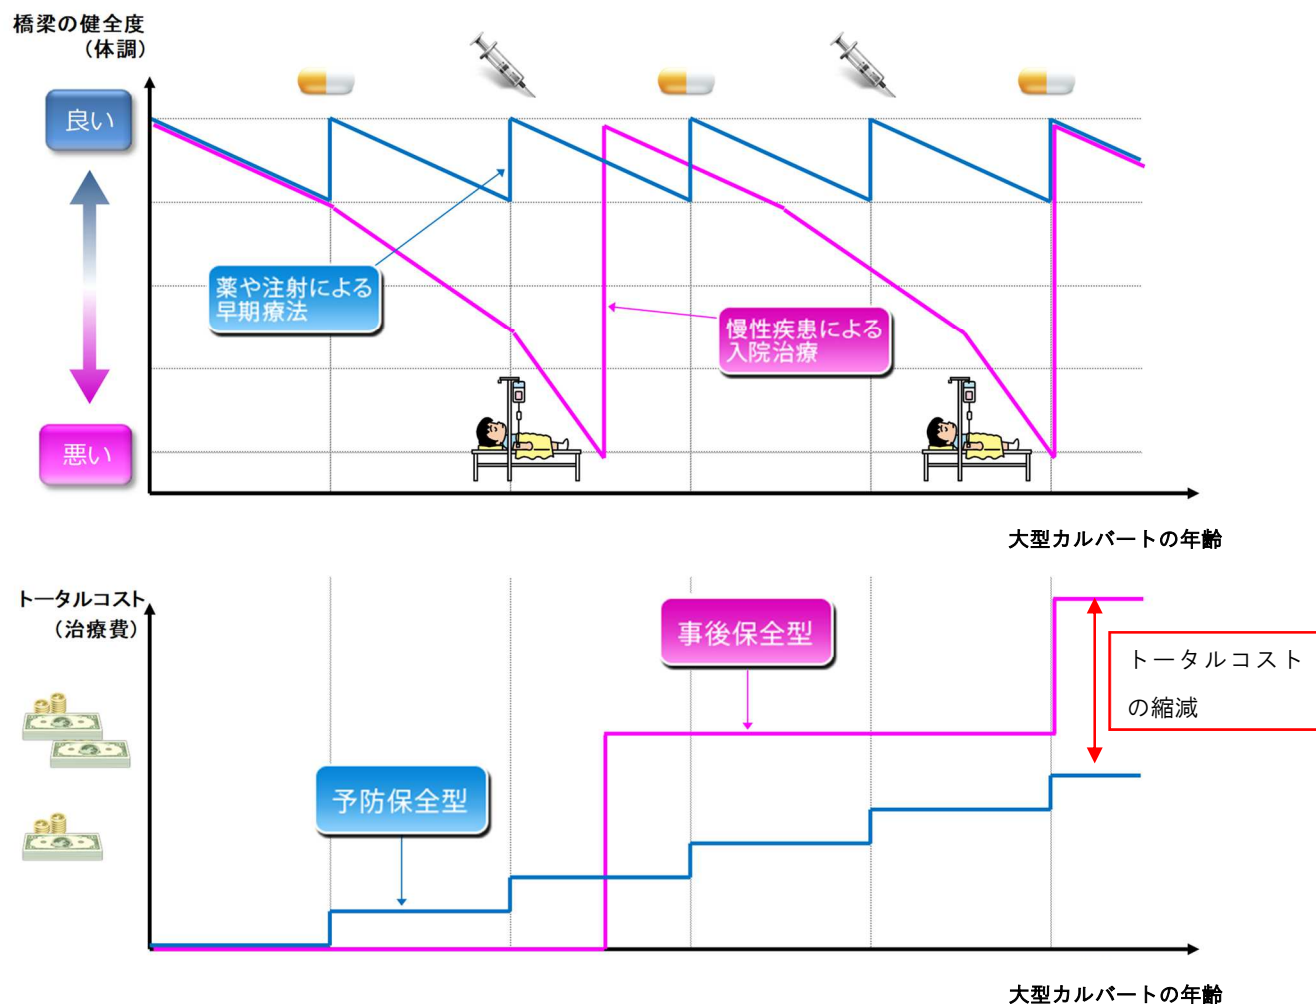 橋梁の健全度
（体調）
良い
薬や注射による
早期療法
慢性疾患による
入院治療
悪い
大型カルバートの年齢
トータルコスト
（治療費）
事後保全型
トータルコスト
の縮減
予防保全型
大型カルバートの年齢